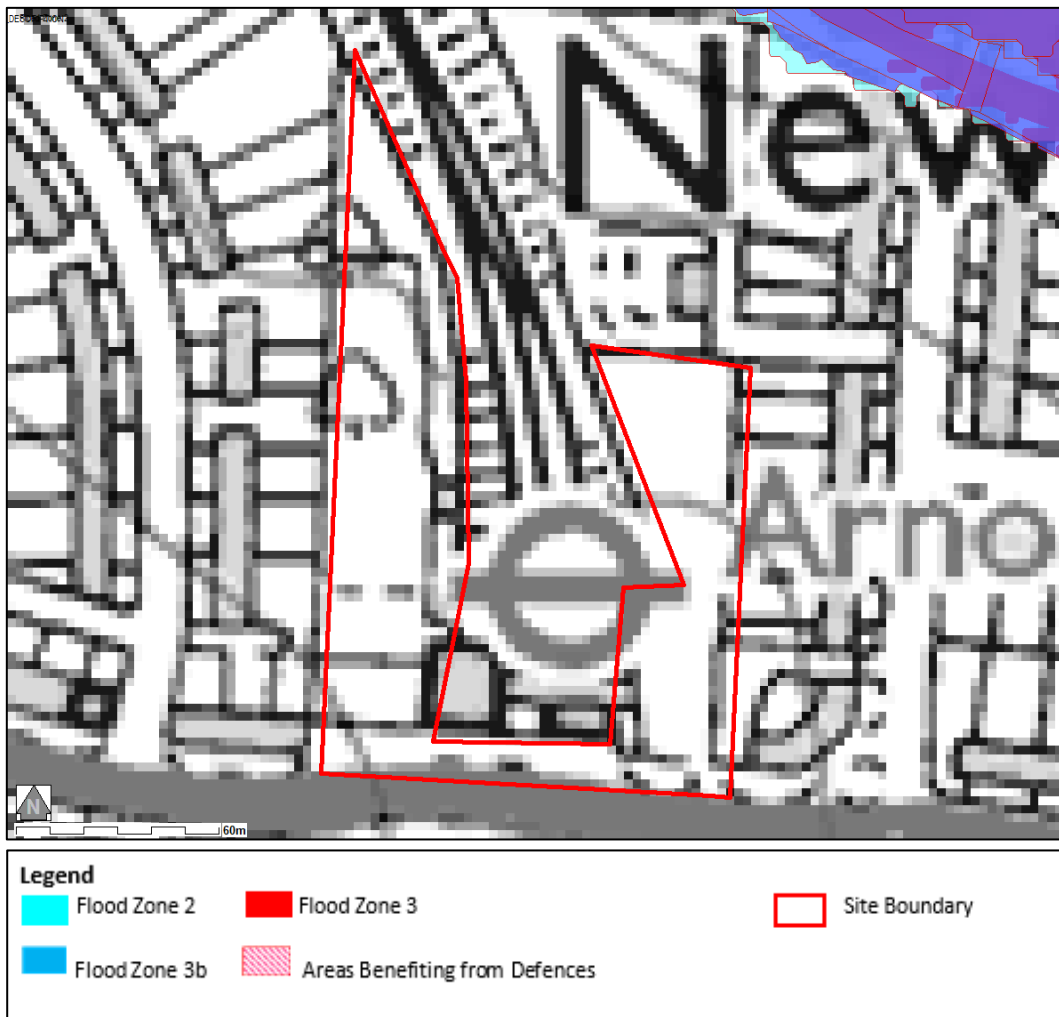 New
Arno
N
60m
Legend
Flood Zone 2
Flood Zone 3
Site Boundary
Flood Zone 3b
Areas Benefiting from Defences